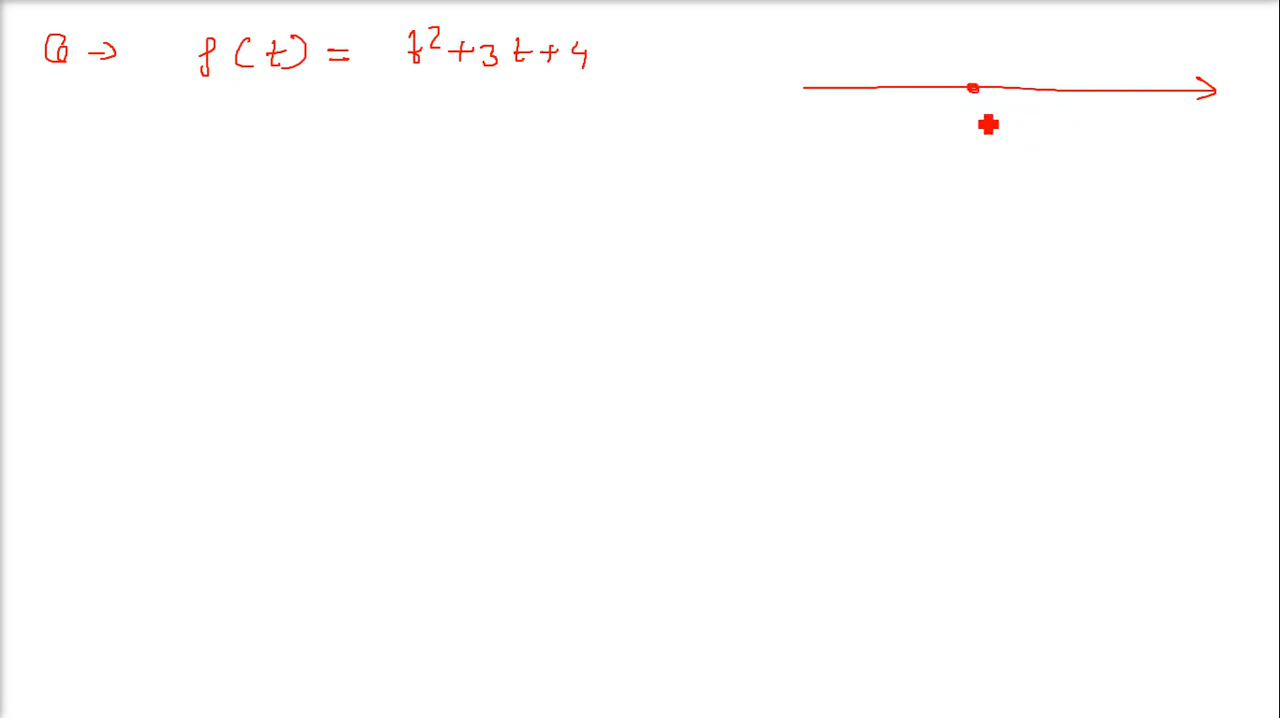 Q → f(t) = t²+3t+4